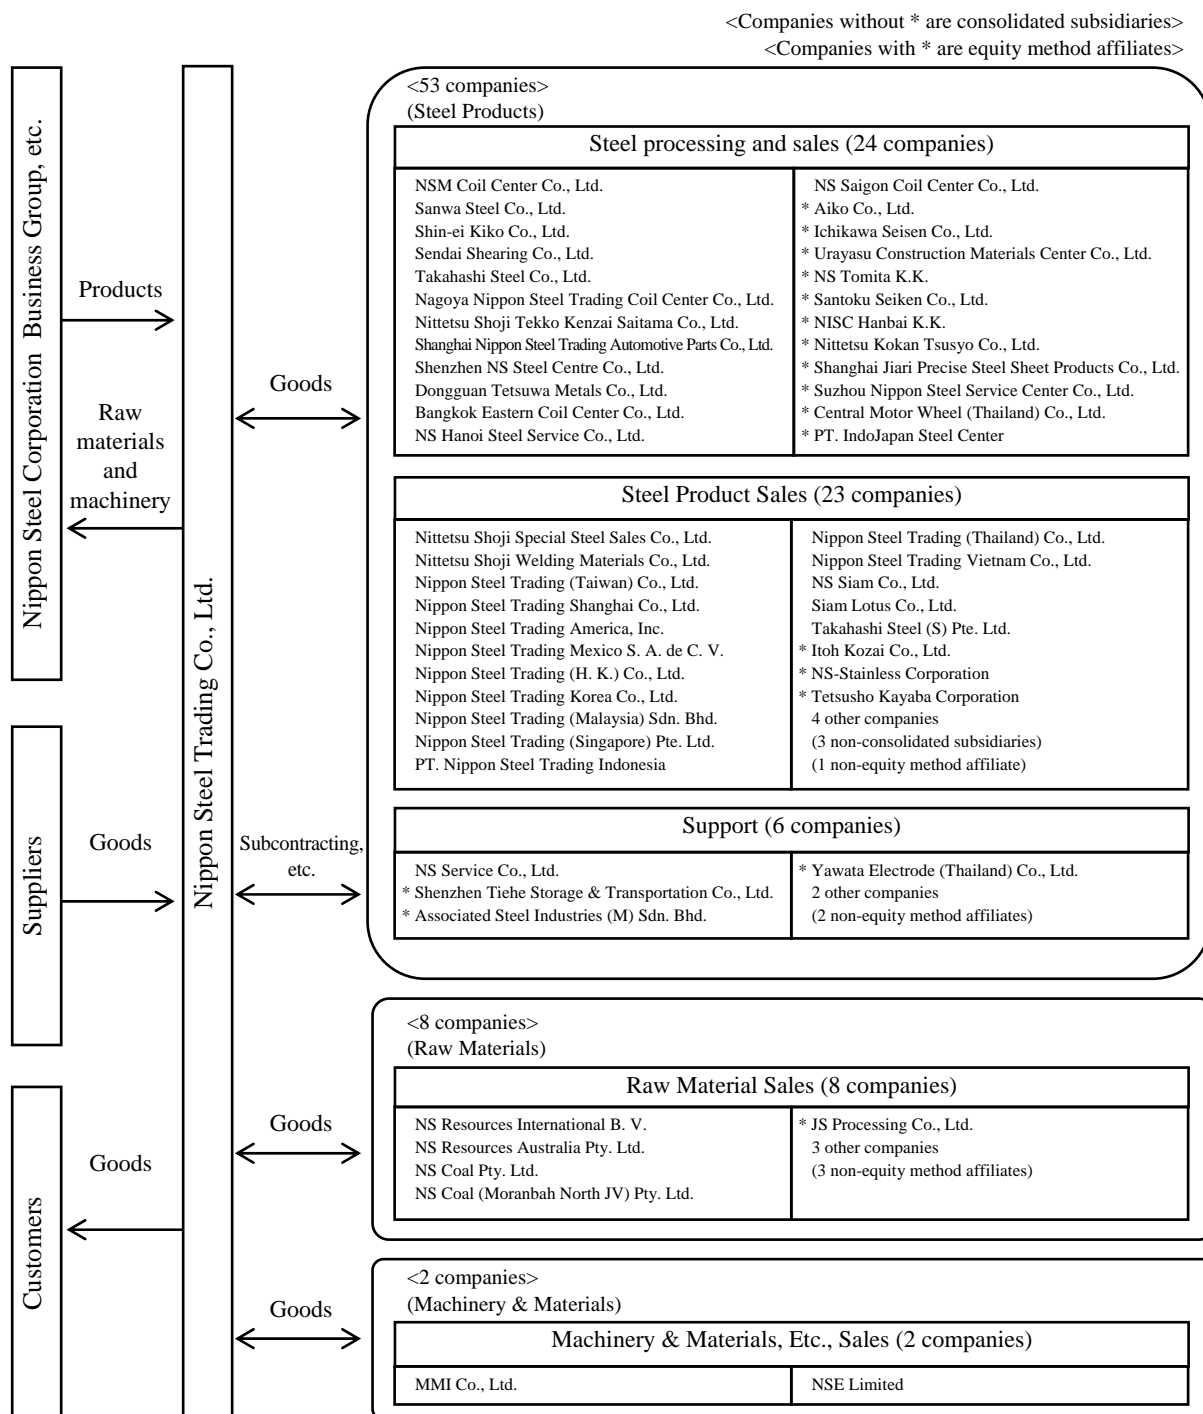 <Companies without * are consolidated subsidiaries>
<Companies with * are equity method affiliates>
Nippon Steel Corporation Business Group, etc.
Products
Raw
materials
and
machinery
Suppliers
Goods
Customers
Goods
Nippon Steel Trading Co., Ltd.
Goods
Subcontracting,
etc.
Goods
Goods
<53 companies>
(Steel Products)
Steel processing and sales (24 companies)
NSM Coil Center Co., Ltd.
Sanwa Steel Co., Ltd.
Shin-ei Kiko Co., Ltd.
Sendai Shearing Co., Ltd.
Takahashi Steel Co., Ltd.
Nagoya Nippon Steel Trading Coil Center Co., Ltd.
Nittetsu Shoji Tekko Kenzai Saitama Co., Ltd.
Shanghai Nippon Steel Trading Automotive Parts Co., Ltd.
Shenzhen NS Steel Centre Co., Ltd.
Dongguan Tetsuwa Metals Co., Ltd.
Bangkok Eastern Coil Center Co., Ltd.
NS Hanoi Steel Service Co., Ltd.
NS Saigon Coil Center Co., Ltd.
* Aiko Co., Ltd.
* Ichikawa Seisen Co., Ltd.
* Urayasu Construction Materials Center Co., Ltd.
* NS Tomita K.K.
* Santoku Seiken Co., Ltd.
* NISC Hanbai K.K.
* Nittetsu Kokan Tsusyo Co., Ltd.
* Shanghai Jiari Precise Steel Sheet Products Co., Ltd.
* Suzhou Nippon Steel Service Center Co., Ltd.
* Central Motor Wheel (Thailand) Co., Ltd.
* PT. IndoJapan Steel Center
Steel Product Sales (23 companies)
Nittetsu Shoji Special Steel Sales Co., Ltd.
Nittetsu Shoji Welding Materials Co., Ltd.
Nippon Steel Trading (Taiwan) Co., Ltd.
Nippon Steel Trading Shanghai Co., Ltd.
Nippon Steel Trading America, Inc.
Nippon Steel Trading Mexico S. A. de C. V.
Nippon Steel Trading (H. K.) Co., Ltd.
Nippon Steel Trading Korea Co., Ltd.
Nippon Steel Trading (Malaysia) Sdn. Bhd.
Nippon Steel Trading (Singapore) Pte. Ltd.
PT. Nippon Steel Trading Indonesia
Nippon Steel Trading (Thailand) Co., Ltd.
Nippon Steel Trading Vietnam Co., Ltd.
NS Siam Co., Ltd.
Siam Lotus Co., Ltd.
Takahashi Steel (S) Pte. Ltd.
* Itoh Kozai Co., Ltd.
* NS-Stainless Corporation
* Tetsusho Kayaba Corporation
4 other companies
(3 non-consolidated subsidiaries)
(1 non-equity method affiliate)
Support (6 companies)
NS Service Co., Ltd.
* Shenzhen Tiehe Storage & Transportation Co., Ltd.
* Associated Steel Industries (M) Sdn. Bhd.
* Yawata Electrode (Thailand) Co., Ltd.
2 other companies
(2 non-equity method affiliates)
<8 companies>
(Raw Materials)
Raw Material Sales (8 companies)
NS Resources International B. V.
NS Resources Australia Pty. Ltd.
NS Coal Pty. Ltd.
NS Coal (Moranbah North JV) Pty. Ltd.
* JS Processing Co., Ltd.
3 other companies
(3 non-equity method affiliates)
<2 companies>
(Machinery & Materials)
Machinery & Materials, Etc., Sales (2 companies)
MMI Co., Ltd.
NSE Limited